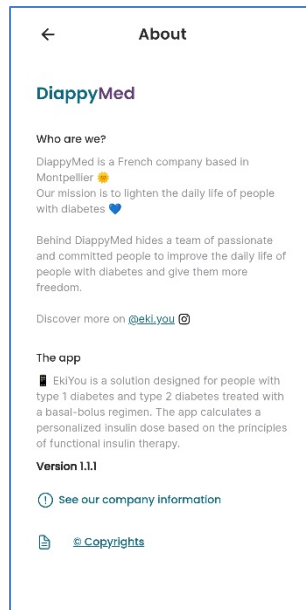 About
DiappyMed
Who are we?
DiappyMed is a French company based in
Montpellier 🌞
Our mission is to lighten the daily life of people
with diabetes 💙
Behind DiappyMed hides a team of passionate
and committed people to improve the daily life of
people with diabetes and give them more
freedom.
Discover more on @eki.you
The app
📱 EkiYou is a solution designed for people with
type 1 diabetes and type 2 diabetes treated with
a basal-bolus regimen. The app calculates a
personalized insulin dose based on the principles
of functional insulin therapy.
Version 1.1.1
See our company information
© Copyrights